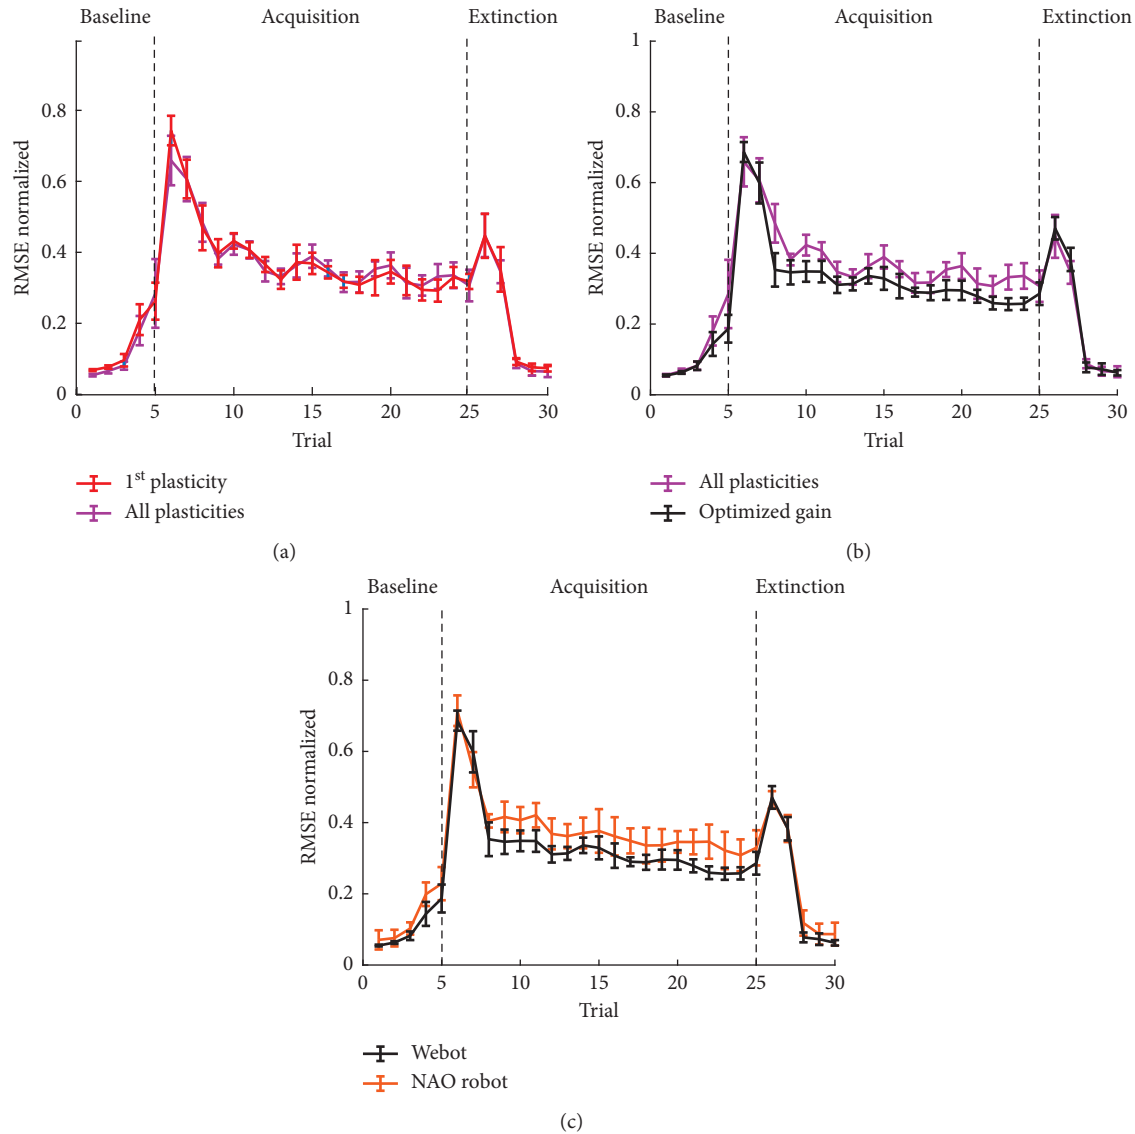 Baseline Acquisition Extinction
1
0.8
0.6
0.4
0.2
0
RMSE normalized
0 5 10 15 20 25 30
Trial
1st plasticity
All plasticities
(a)
Baseline Acquisition Extinction
1
0.8
0.6
0.4
0.2
0
RMSE normalized
0 5 10 15 20 25 30
Trial
All plasticities
Optimized gain
(b)
Baseline Acquisition Extinction
1
0.8
0.6
0.4
0.2
0
RMSE normalized
0 5 10 15 20 25 30
Trial
Webot
NAO robot
(c)